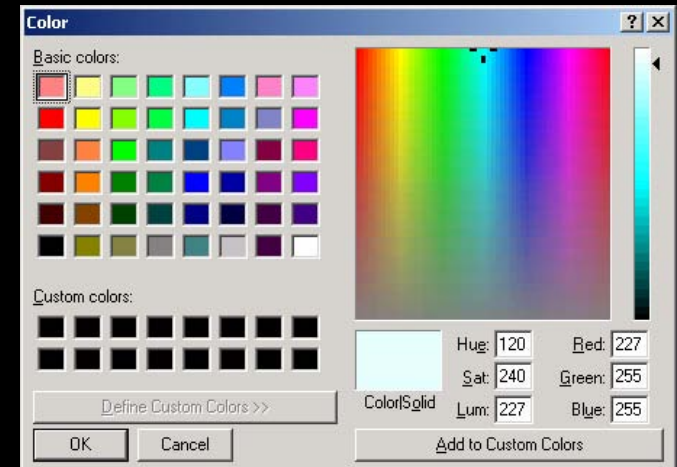 Color
Basic colors:
Custom colors:
Define Custom Colors >>
OK Cancel
Color|Solid
Hue: 120 Red: 227
Sat: 240 Green: 255
Lum: 227 Blue: 255
Add to Custom Colors